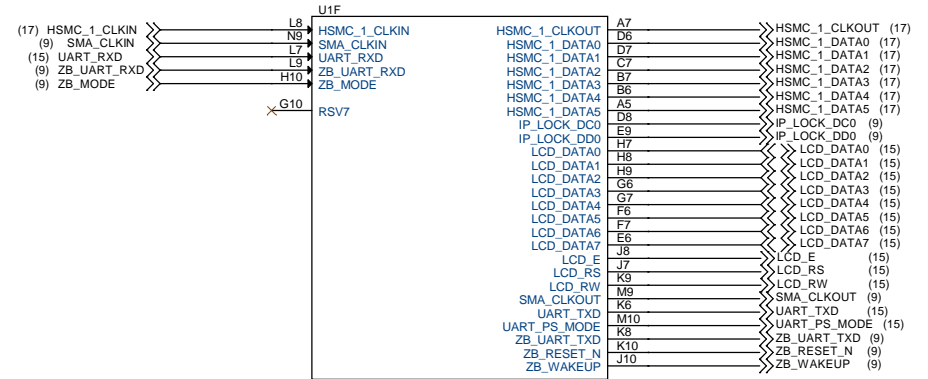 U1F
(17) HSMC_1_CLKIN L8 HSMC_1_CLKIN HSMC_1_CLKOUT A7 HSMC_1_CLKOUT (17)
(9) SMA_CLKIN N9 SMA_CLKIN HSMC_1_DATA0 D6 HSMC_1_DATA0 (17)
(15) UART_RXD L7 UART_RXD HSMC_1_DATA1 D7 HSMC_1_DATA1 (17)
(9) ZB_UART_RXD L9 ZB_UART_RXD HSMC_1_DATA2 C7 HSMC_1_DATA2 (17)
(9) ZB_MODE H10 ZB_MODE HSMC_1_DATA3 B7 HSMC_1_DATA3 (17)
HSMC_1_DATA4 B6 HSMC_1_DATA4 (17)
G10 RSV7 HSMC_1_DATA5 A5 HSMC_1_DATA5 (17)
IP_LOCK_DC0 D8 IP_LOCK_DC0 (9)
IP_LOCK_DD0 E9 IP_LOCK_DD0 (9)
LCD_DATA0 H7 LCD_DATA0 (15)
LCD_DATA1 H8 LCD_DATA1 (15)
LCD_DATA2 H9 LCD_DATA2 (15)
LCD_DATA3 G6 LCD_DATA3 (15)
LCD_DATA4 G7 LCD_DATA4 (15)
LCD_DATA5 F6 LCD_DATA5 (15)
LCD_DATA6 F7 LCD_DATA6 (15)
LCD_DATA7 E6 LCD_DATA7 (15)
LCD_E J8 LCD_E (15)
LCD_RS J7 LCD_RS (15)
LCD_RW K9 LCD_RW (15)
SMA_CLKOUT M9 SMA_CLKOUT (9)
UART_TXD K6 UART_TXD (15)
UART_PS_MODE M10 UART_PS_MODE (15)
ZB_UART_TXD K8 ZB_UART_TXD (9)
ZB_RESET_N K10 ZB_RESET_N (9)
ZB_WAKEUP J10 ZB_WAKEUP (9)